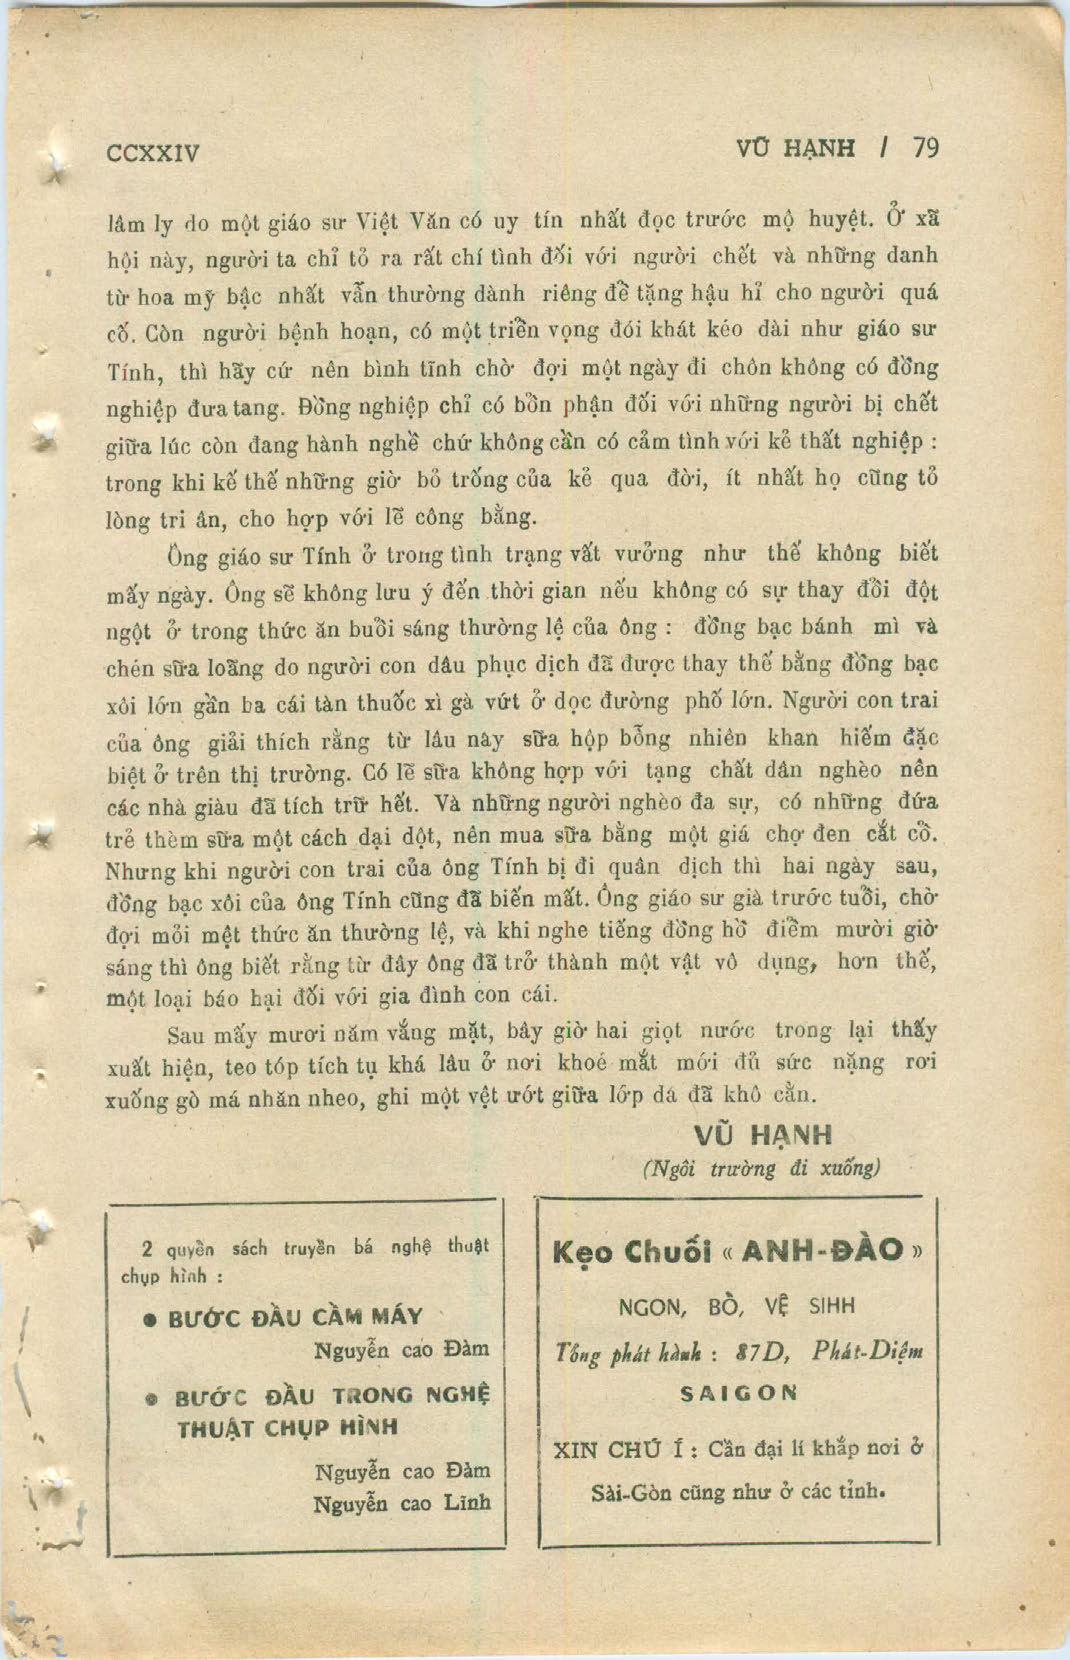 CCXXIV
VŨ HẠNH / 79
lâm ly do một giáo sư Việt Văn có uy tín nhất đọc trước mộ huyệt. Ở xã
hội này, người ta chỉ tỏ ra rất chí tình đối với người chết và những danh
từ hoa mỹ bậc nhất vẫn thường dành riêng để tặng hậu hỉ cho người quá
cố. Còn người bệnh hoạn, có một triển vọng đói khát kéo dài như giáo sư
Tính, thì hãy cứ nên bình tĩnh chờ đợi một ngày đi chôn không có đồng
nghiệp đưa tang. Đồng nghiệp chỉ có bổn phận đối với những người bị chết
giữa lúc còn đang hành nghề chứ không cần có cảm tình với kẻ thất nghiệp :
trong khi kế thế những giờ bỏ trống của kẻ qua đời, ít nhất họ cũng tỏ
lòng tri ân, cho hợp với lẽ công bằng.
Ông giáo sư Tính ở trong tình trạng vất vưởng như thế không biết
mấy ngày. Ông sẽ không lưu ý đến thời gian nếu không có sự thay đổi đột
ngột ở trong thức ăn buổi sáng thường lệ của ông : đồng bạc bánh mì và
chén sữa loãng do người con dâu phục dịch đã được thay thế bằng đồng bạc
xôi lớn gần ba cái tàn thuốc xì gà vứt ở dọc đường phố lớn. Người con trai
của ông giải thích rằng từ lâu này sữa hộp bỗng nhiên khan hiếm đặc
biệt ở trên thị trường. Có lẽ sữa không hợp với tạng chất dân nghèo nên
các nhà giàu đã tích trữ hết. Và những người nghèo đa sự, có những đứa
trẻ thèm sữa một cách dại dột, nên mua sữa bằng một giá chợ đen cắt cổ.
Nhưng khi người con trai của ông Tính bị đi quân dịch thì hai ngày sau,
đồng bạc xôi của ông Tính cũng đã biến mất. Ông giáo sư già trước tuổi, chờ
đợi mỏi mệt thức ăn thường lệ, và khi nghe tiếng đồng hồ điểm mười giờ
sáng thì ông biết rằng từ đây ông đã trở thành một vật vô dụng, hơn thế,
một loại báo hại đối với gia đình con cái.
Sau mấy mươi năm vắng mặt, bây giờ hai giọt nước trong lại thấy
xuất hiện, teo tóp tích tụ khá lâu ở nơi khoé mắt mới đủ sức nặng rơi
xuống gò má nhăn nheo, ghi một vệt ướt giữa lớp da đã khô cằn.
VŨ HẠNH
(Ngôi trường đi xuống)
2 quyển sách truyền bá nghệ thuật
chụp hình :
● BƯỚC ĐẦU CẦM MÁY
Nguyễn cao Đàm
● BƯỚC ĐẦU TRONG NGHỆ
THUẬT CHỤP HÌNH
Nguyễn cao Đàm
Nguyễn cao Lĩnh
Kẹo Chuối « ANH-ĐÀO »
NGON, BỔ, VỆ SIHH
Tổng phát hành : 87D, Phát-Diệm
SAIGON
XIN CHÚ Í : Cần đại lí khắp nơi ở
Sài-Gòn cũng như ở các tỉnh.